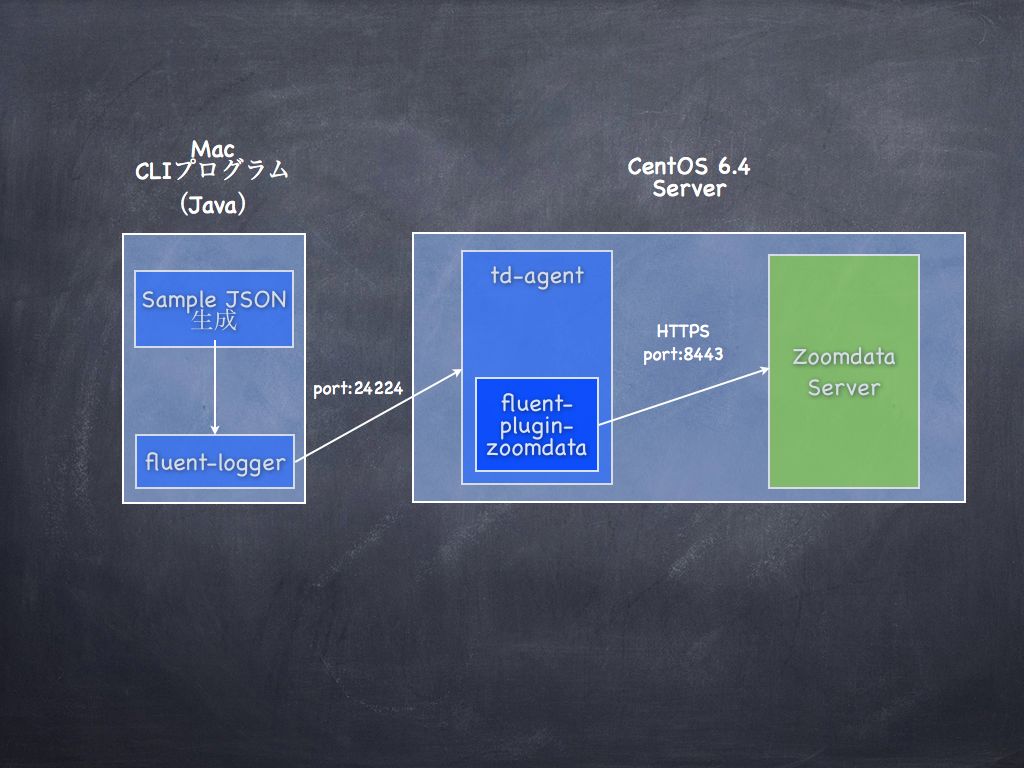 Mac
CLIプログラム
(Java)
CentOS 6.4
Server
Sample JSON
生成
fluent-logger
port:24224
td-agent
fluent-
plugin-
zoomdata
HTTPS
port:8443
Zoomdata
Server